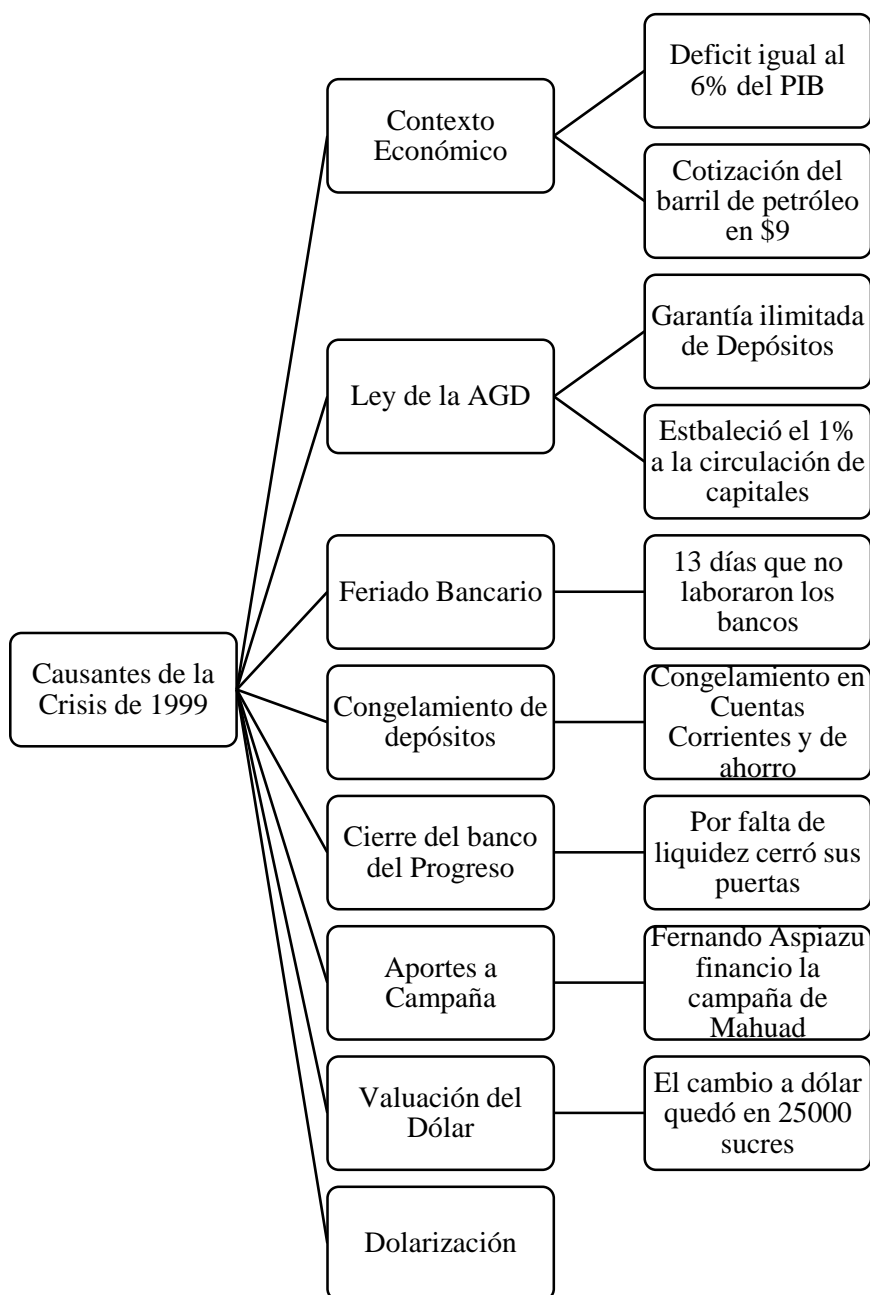 Causantes de la
Crisis de 1999
Contexto
Económico
Deficit igual al
6% del PIB
Cotización del
barril de petróleo
en $9
Ley de la AGD
Garantía ilimitada
de Depósitos
Estbaleció el 1%
a la circulación de
capitales
Feriado Bancario
13 días que no
laboraron los
bancos
Congelamiento de
depósitos
Congelamiento en
Cuentas
Corrientes y de
ahorro
Cierre del banco
del Progreso
Por falta de
liquidez cerró sus
puertas
Aportes a
Campaña
Fernando Aspiazu
financio la
campaña de
Mahuad
Valuación del
Dólar
El cambio a dólar
quedó en 25000
sucres
Dolarización